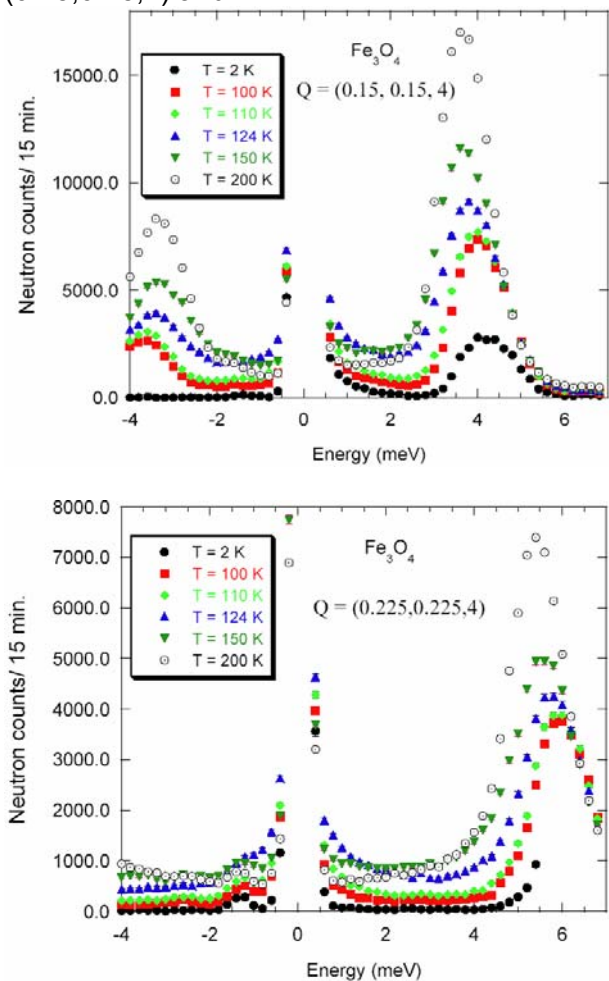 Fe₃O₄
Q = (0.15, 0.15, 4)
T = 2 K
T = 100 K
T = 110 K
T = 124 K
T = 150 K
T = 200 K
15000.0
10000.0
5000.0
0.0
Neutron counts/ 15 min.
-4 -2 0 2 4 6
Energy (meV)
Fe₃O₄
Q = (0.225,0.225,4)
T = 2 K
T = 100 K
T = 110 K
T = 124 K
T = 150 K
T = 200 K
8000.0
7000.0
6000.0
5000.0
4000.0
3000.0
2000.0
1000.0
0.0
Neutron counts/ 15 min.
-4 -2 0 2 4 6
Energy (meV)